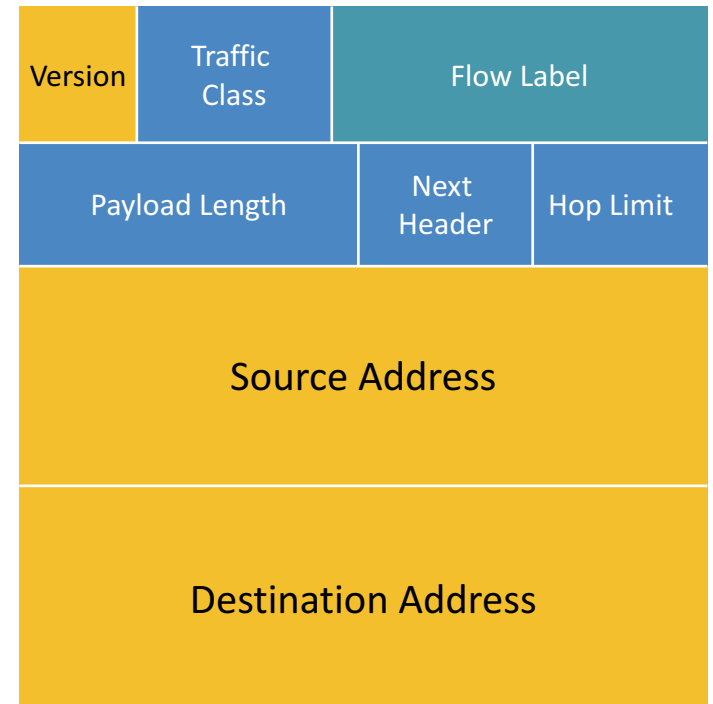 Version
Traffic
Class
Flow Label
Payload Length
Next
Header
Hop Limit
Source Address
Destination Address